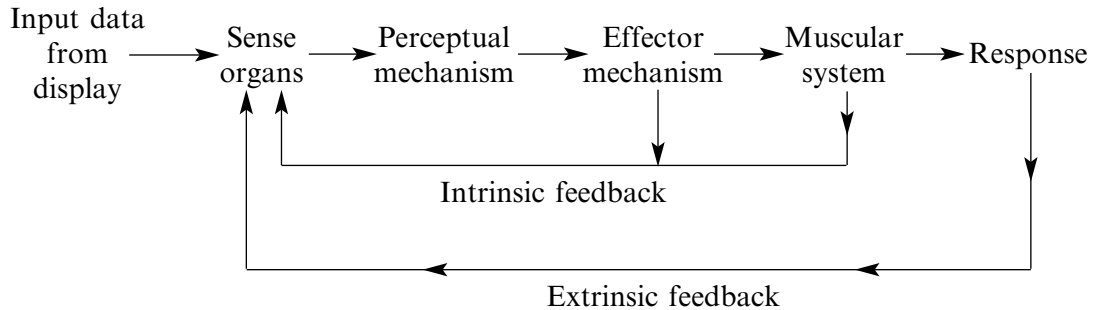 Input data
from
display
Sense
organs
Perceptual
mechanism
Effector
mechanism
Muscular
system
Response
Intrinsic feedback
Extrinsic feedback